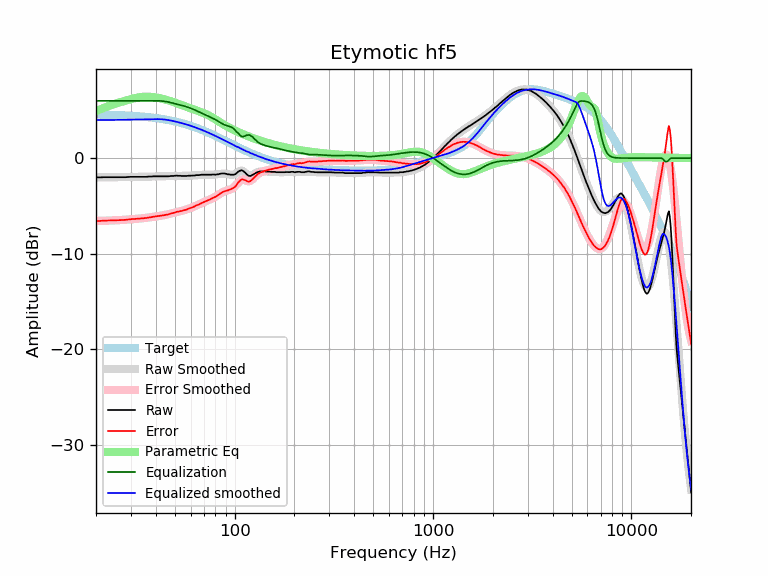 Etymotic hf5
0
−10
−20
−30
Amplitude (dBr)
Target
Raw Smoothed
Error Smoothed
Raw
Error
Parametric Eq
Equalization
Equalized smoothed
100
1000
10000
Frequency (Hz)